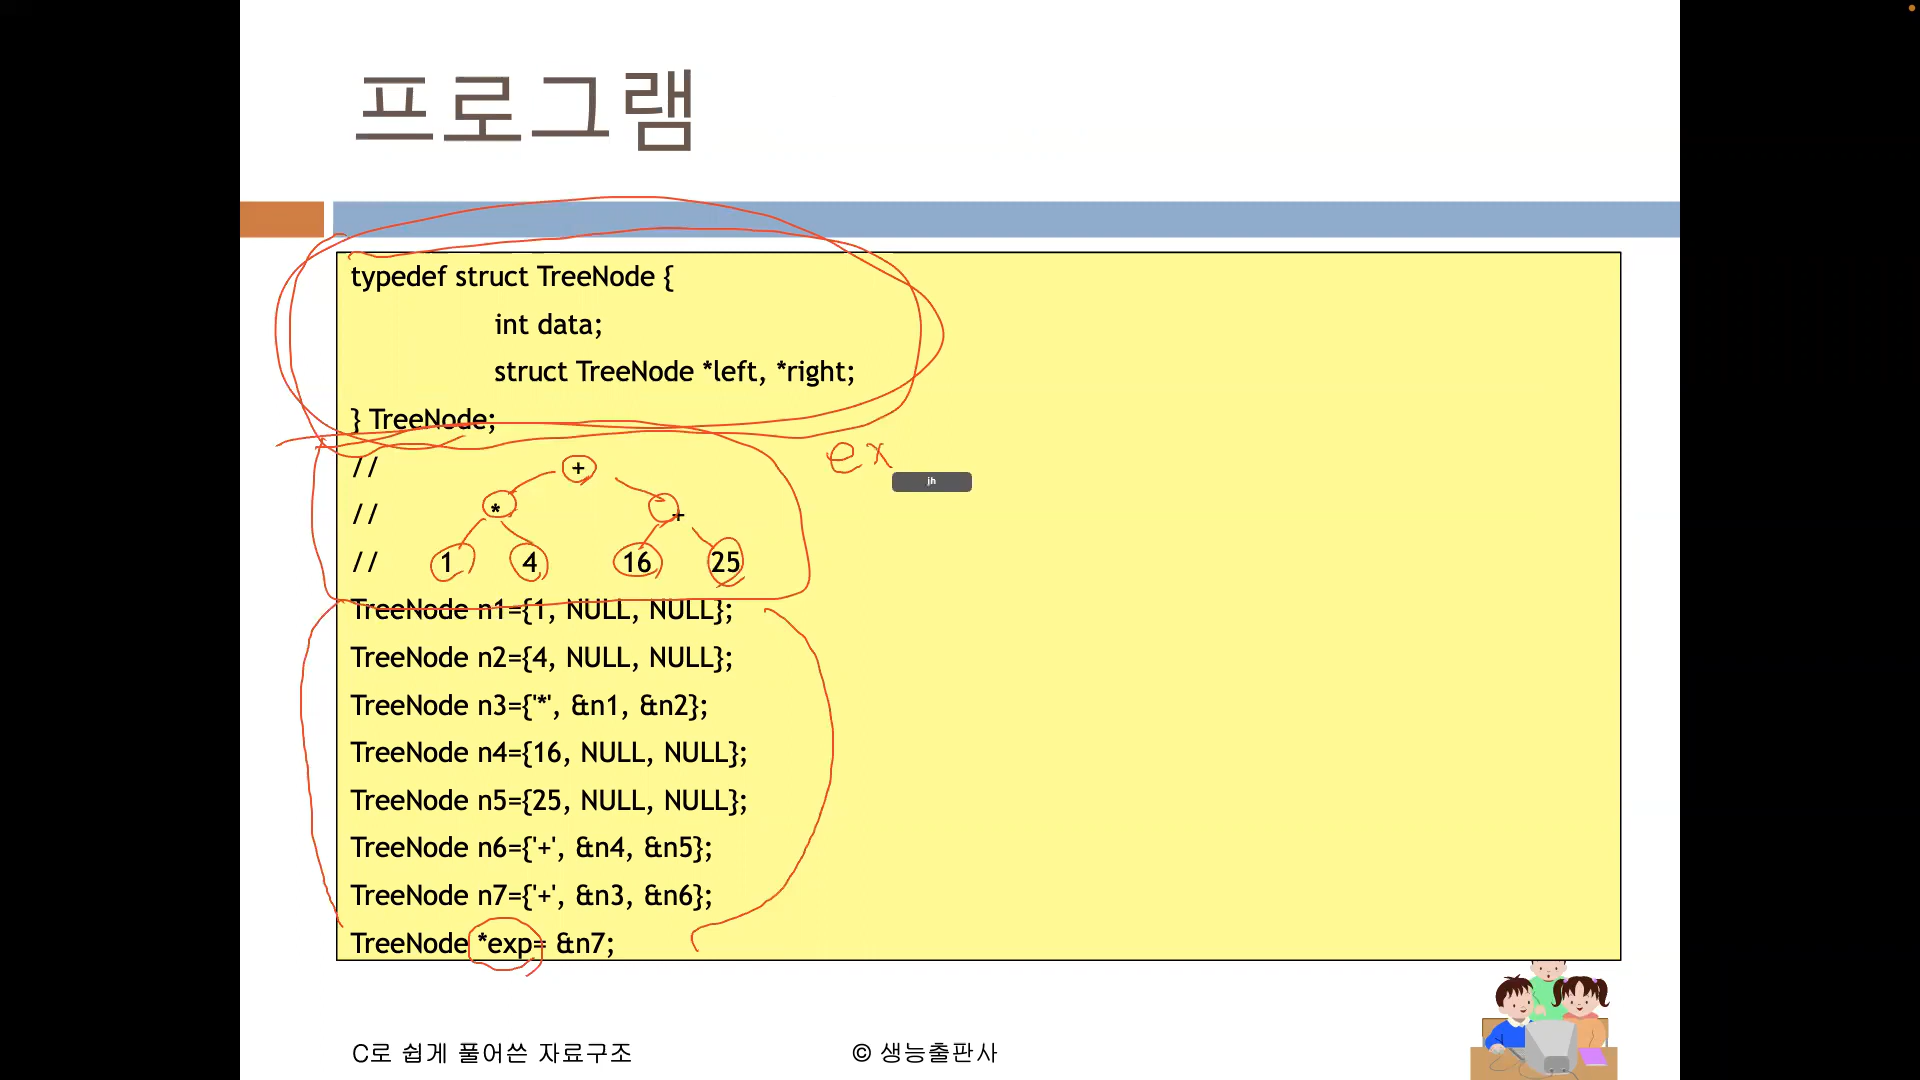 프로그램
typedef struct TreeNode {
int data;
struct TreeNode *left, *right;
} TreeNode;
ex
// +
jh
// * +
// 1 4 16 25
TreeNode n1={1, NULL, NULL};
TreeNode n2={4, NULL, NULL};
TreeNode n3={'*', &n1, &n2};
TreeNode n4={16, NULL, NULL};
TreeNode n5={25, NULL, NULL};
TreeNode n6={'+', &n4, &n5};
TreeNode n7={'+', &n3, &n6};
TreeNode *exp= &n7;
C로 쉽게 풀어쓴 자료구조 © 생능출판사